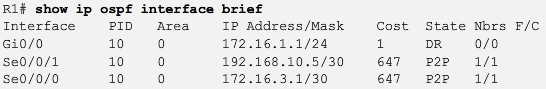 R1# show ip ospf interface brief
Interface PID Area IP Address/Mask Cost State Nbrs F/C
Gi0/0 10 0 172.16.1.1/24 1 DR 0/0
Se0/0/1 10 0 192.168.10.5/30 647 P2P 1/1
Se0/0/0 10 0 172.16.3.1/30 647 P2P 1/1